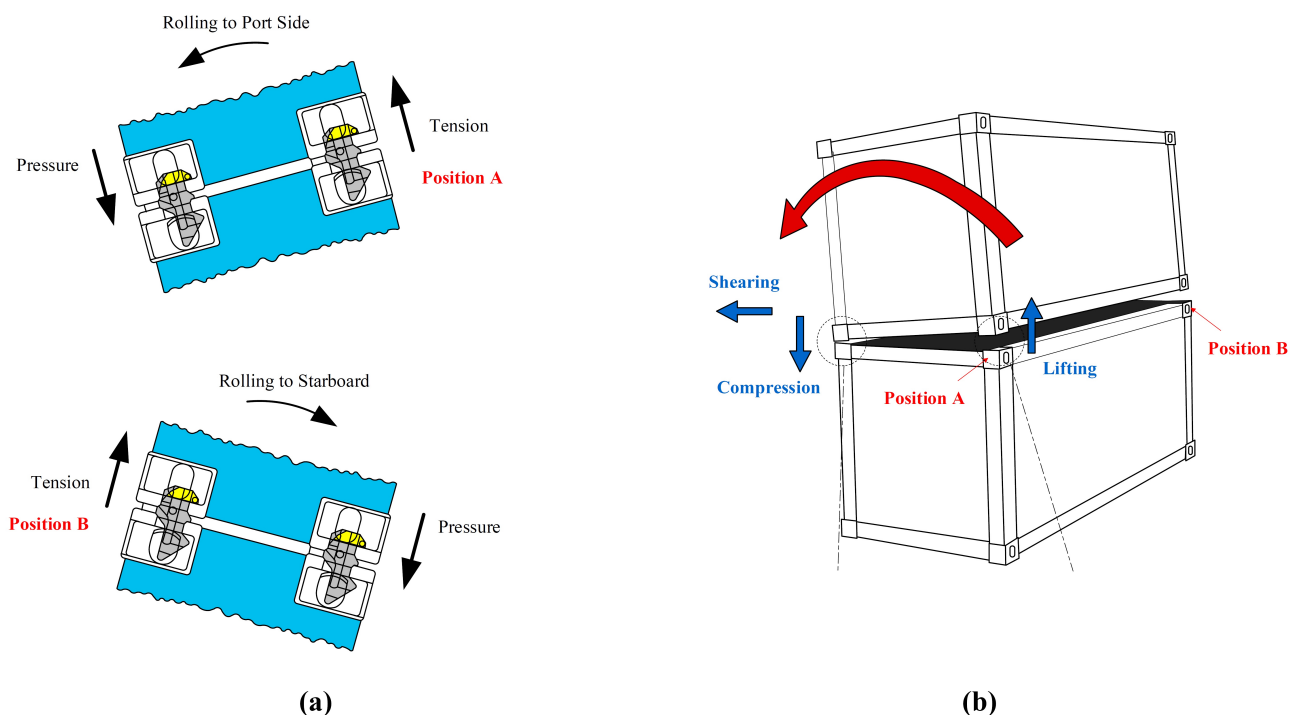 Rolling to Port Side
Tension
Pressure
Position A
Rolling to Starboard
Tension
Position B
Pressure
(a)
Shearing
Compression
Position A
Lifting
Position B
(b)